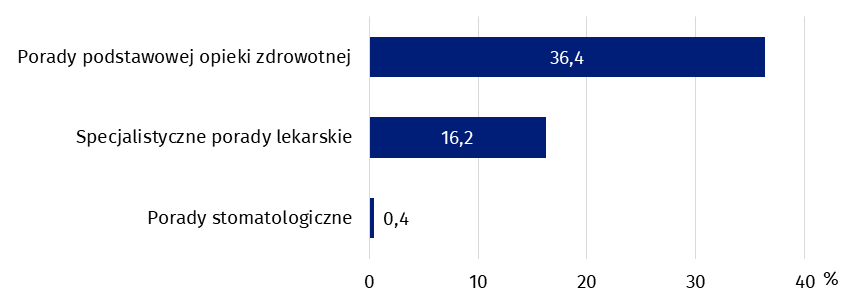 Porady podstawowej opieki zdrowotnej
36,4
Specjalistyczne porady lekarskie
16,2
Porady stomatologiczne
0,4
0 10 20 30 40 %